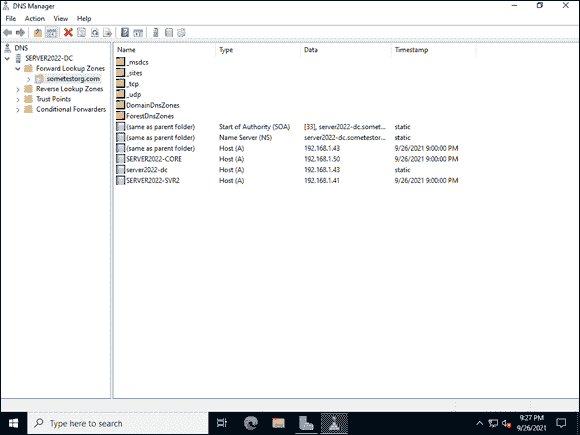 DNS Manager
File Action View Help
DNS
SERVER2022-DC
Forward Lookup Zones
sometestorg.com
Reverse Lookup Zones
Trust Points
Conditional Forwarders
Name Type Data Timestamp
_msdcs
_sites
_tcp
_udp
DomainDnsZones
ForestDnsZones
(same as parent folder) Start of Authority (SOA) [33], server2022-dc.somet... static
(same as parent folder) Name Server (NS) server2022-dc.sometestor... static
(same as parent folder) Host (A) 192.168.1.43 9/26/2021 9:00:00 PM
SERVER2022-CORE Host (A) 192.168.1.50 9/26/2021 9:00:00 PM
server2022-dc Host (A) 192.168.1.43 static
SERVER2022-SVR2 Host (A) 192.168.1.41 9/26/2021 9:00:00 PM
Type here to search
9:27 PM
9/26/2021